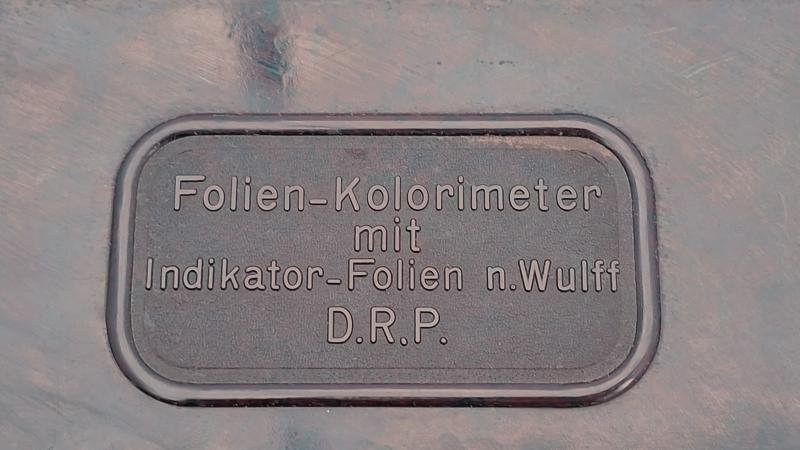 Folien-Kolorimeter
mit
Indikator-Folien n.Wulff
D.R.P.